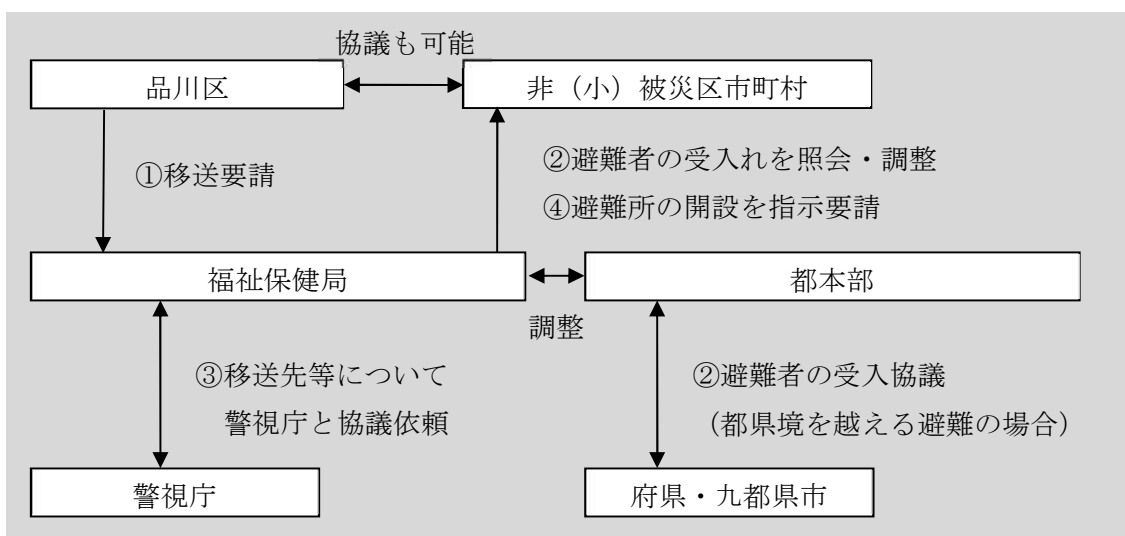 協議も可能
品川区
非（小）被災区市町村
①移送要請
②避難者の受入れを照会・調整
④避難所の開設を指示要請
福祉保健局
都本部
調整
③移送先等について
警視庁と協議依頼
②避難者の受入協議
（都県境を越える避難の場合）
警視庁
府県・九都県市